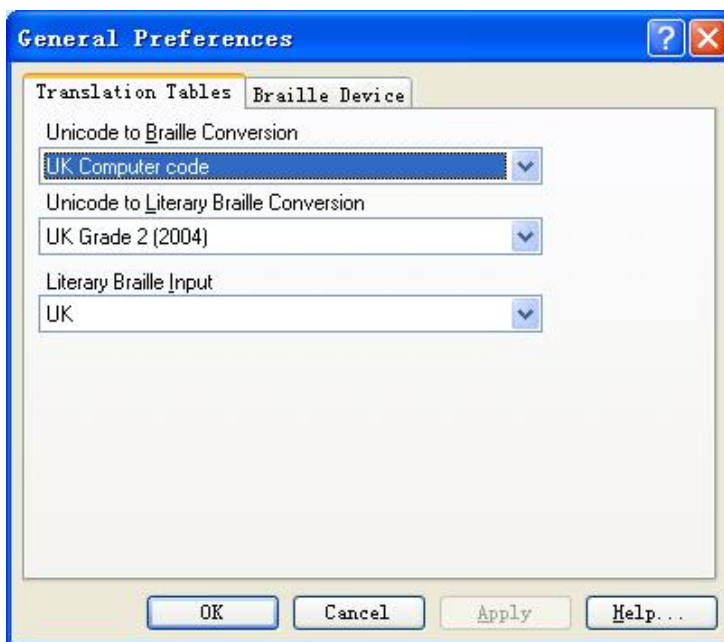 General Preferences
Translation Tables Braille Device
Unicode to Braille Conversion
UK Computer code
Unicode to Literary Braille Conversion
UK Grade 2 (2004)
Literary Braille Input
UK
OK Cancel Apply Help...